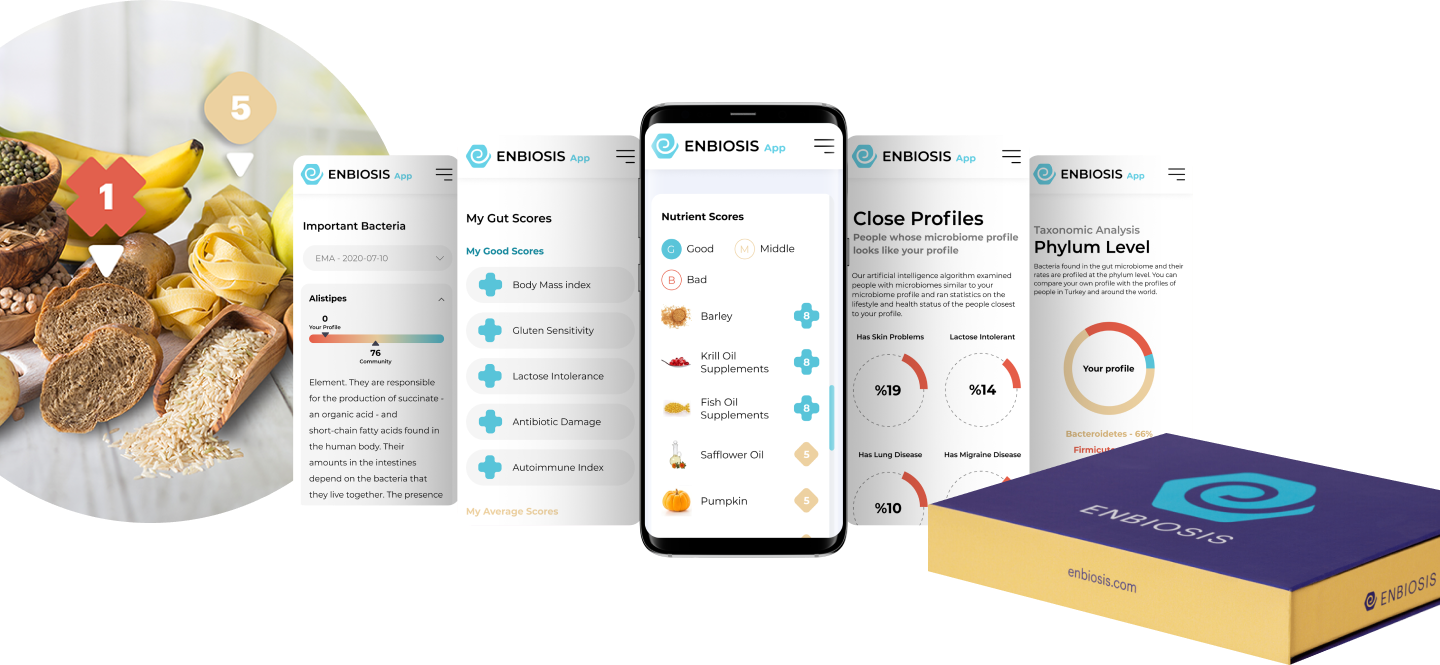 5
1
ENBIOSIS App
Important Bacteria
EMA - 2020-07-10
Alistipes
0
Your Profile
76
Community
Element. They are responsible
for the production of succinate -
an organic acid - and
short-chain fatty acids found in
the human body. Their
amounts in the intestines
depend on the bacteria that
they live together. The presence
ENBIOSIS App
My Gut Scores
My Good Scores
Body Mass index
Gluten Sensitivity
Lactose Intolerance
Antibiotic Damage
Autoimmune Index
My Average Scores
ENBIOSIS App
Nutrient Scores
G Good
M Middle
B Bad
Barley 8
Krill Oil
Supplements 8
Fish Oil
Supplements 8
Safflower Oil 5
Pumpkin 5
ENBIOSIS App
Close Profiles
People whose microbiome profile
looks like your profile
Our artificial intelligence algorithm examined
people with microbiomes similar to your
microbiome profile and ran statistics on the
lifestyle and health status of the people closest
to your profile.
Has Skin Problems
Lactose Intolerant
%19
%14
Has Lung Disease
Has Migraine Disease
%10
ENBIOSIS App
Taxonomic Analysis
Phylum Level
Bacteria found in the gut microbiome and their
rates are profiled at the phylum level. You can
compare your own profile with the profiles of
people in Turkey and around the world.
Your profile
Bacteroidetes - 66%
ENBIOSIS
enbiosis.com
ENBIOSIS